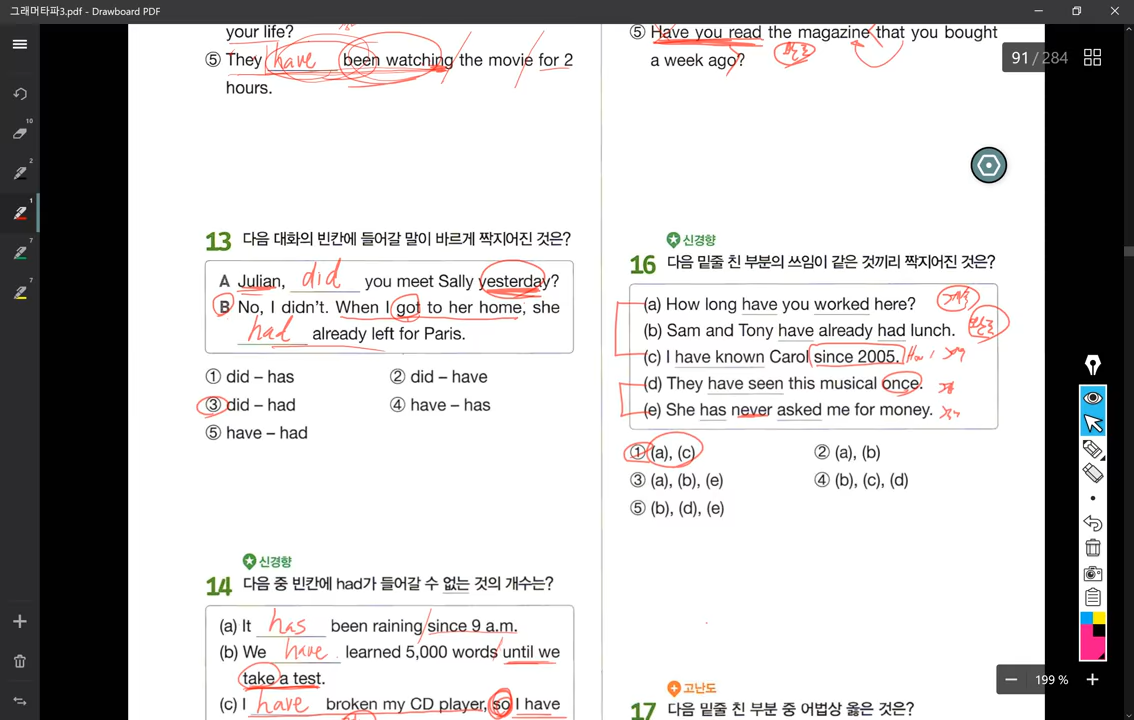 그래머타파3.pdf - Drawboard PDF
91 / 284
your life?
⑤ They have been watching the movie for 2
hours.
13 다음 대화의 빈칸에 들어갈 말이 바르게 짝지어진 것은?
A Julian, did you meet Sally yesterday?
B No, I didn't. When I got to her home, she
had already left for Paris.
① did – has ② did – have
③ did – had ④ have – has
⑤ have – had
신경향
14 다음 중 빈칸에 had가 들어갈 수 없는 것의 개수는?
(a) It has been raining since 9 a.m.
(b) We have learned 5,000 words until we
take a test.
(c) I have broken my CD player, so I have
⑤ Have you read the magazine that you bought
완료
a week ago?
신경향
16 다음 밑줄 친 부분의 쓰임이 같은 것끼리 짝지어진 것은?
(a) How long have you worked here? 계속
(b) Sam and Tony have already had lunch. 완료
(c) I have known Carol since 2005.
(d) They have seen this musical once.
(e) She has never asked me for money.
① (a), (c) ② (a), (b)
③ (a), (b), (e) ④ (b), (c), (d)
⑤ (b), (d), (e)
고난도
17 다음 밑줄 친 부분 중 어법상 옳은 것은?
10
2
1
7
7
199 %